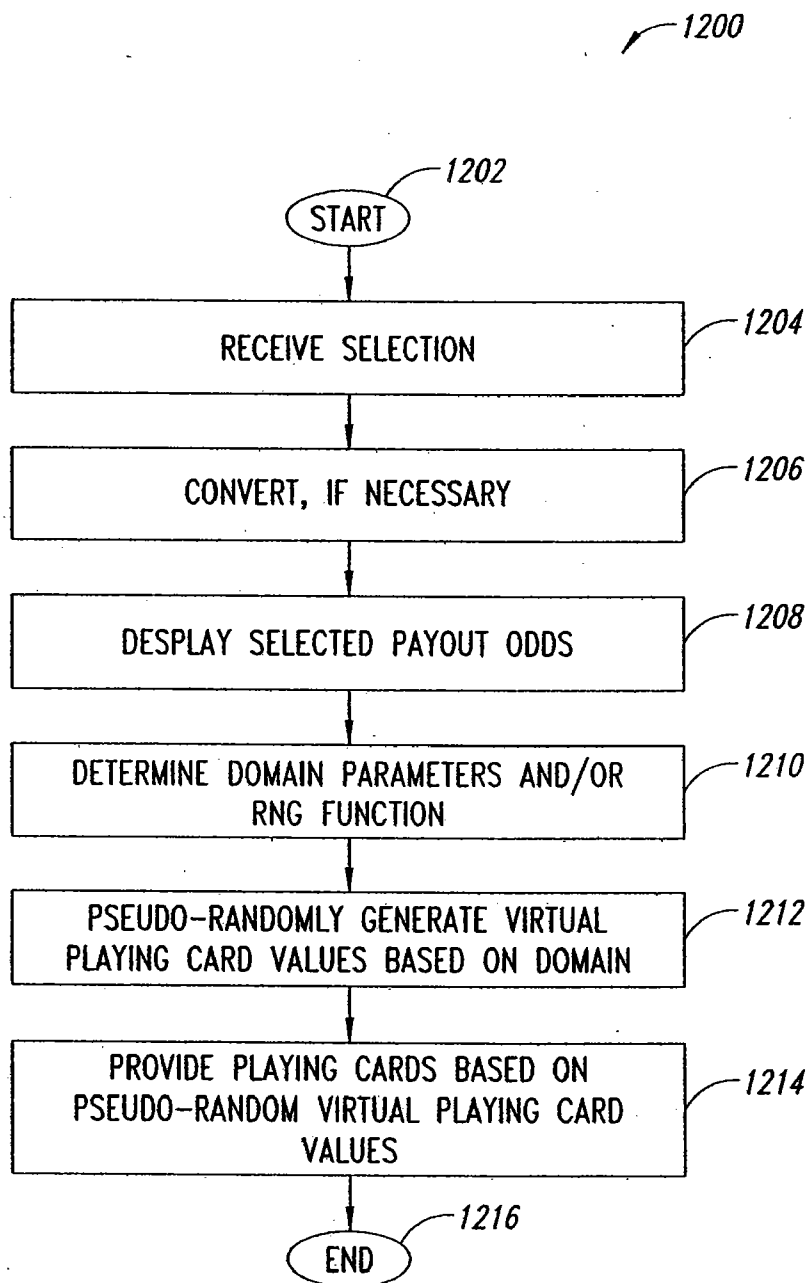 1200
1202
START
1204
RECEIVE SELECTION
1206
CONVERT, IF NECESSARY
1208
DESPLAY SELECTED PAYOUT ODDS
1210
DETERMINE DOMAIN PARAMETERS AND/OR
RNG FUNCTION
1212
PSEUDO-RANDOMLY GENERATE VIRTUAL
PLAYING CARD VALUES BASED ON DOMAIN
1214
PROVIDE PLAYING CARDS BASED ON
PSEUDO-RANDOM VIRTUAL PLAYING CARD
VALUES
1216
END